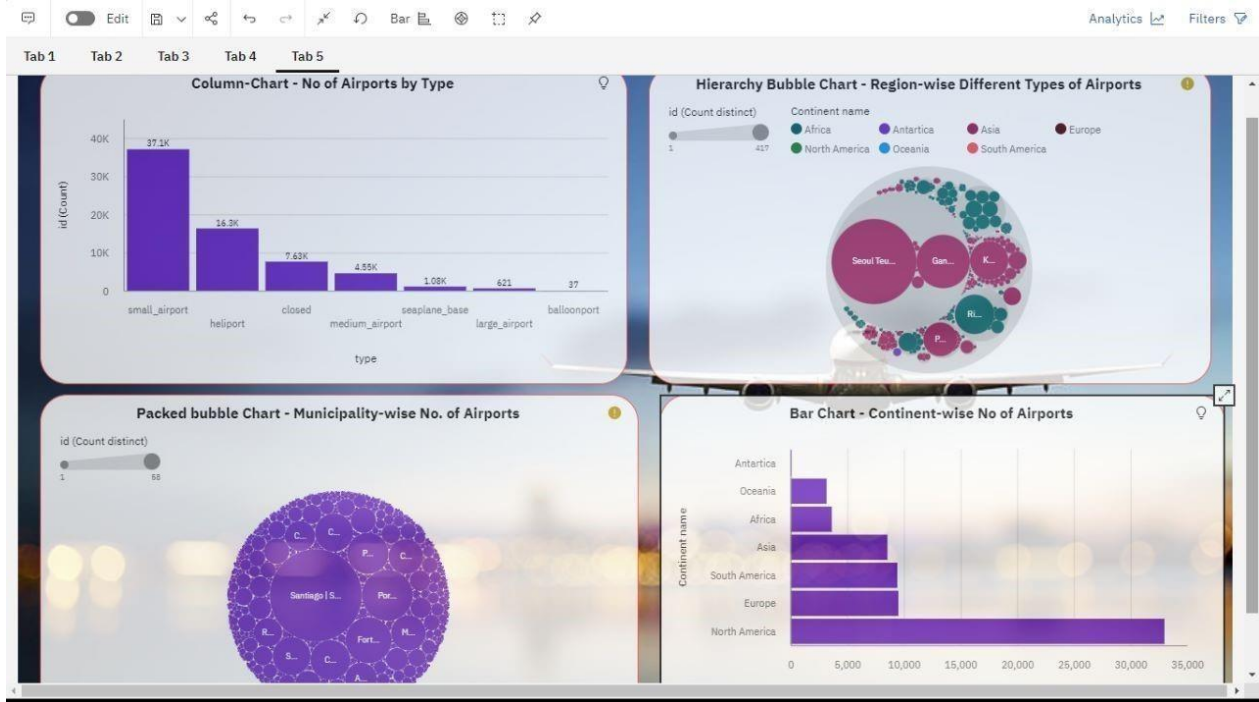 Edit Bar Analytics Filters
Tab 1 Tab 2 Tab 3 Tab 4 Tab 5
Column-Chart - No of Airports by Type
id (Count)
40K
30K
20K
10K
0
37.1K
16.3K
7.63K
4.55K
1.08K
621
37
small_airport
heliport
closed
medium_airport
seaplane_base
large_airport
balloonport
type
Hierarchy Bubble Chart - Region-wise Different Types of Airports
id (Count distinct)
1 417
Continent name
Africa Antartica Asia Europe
North America Oceania South America
Seoul Teu... Gan... K...
Ri...
P...
Packed bubble Chart - Municipality-wise No. of Airports
id (Count distinct)
1 68
C... C...
P... C...
Santiago | S... Por...
R... Fort... M...
S... C...
A...
Bar Chart - Continent-wise No of Airports
Continent name
Antartica
Oceania
Africa
Asia
South America
Europe
North America
0 5,000 10,000 15,000 20,000 25,000 30,000 35,000